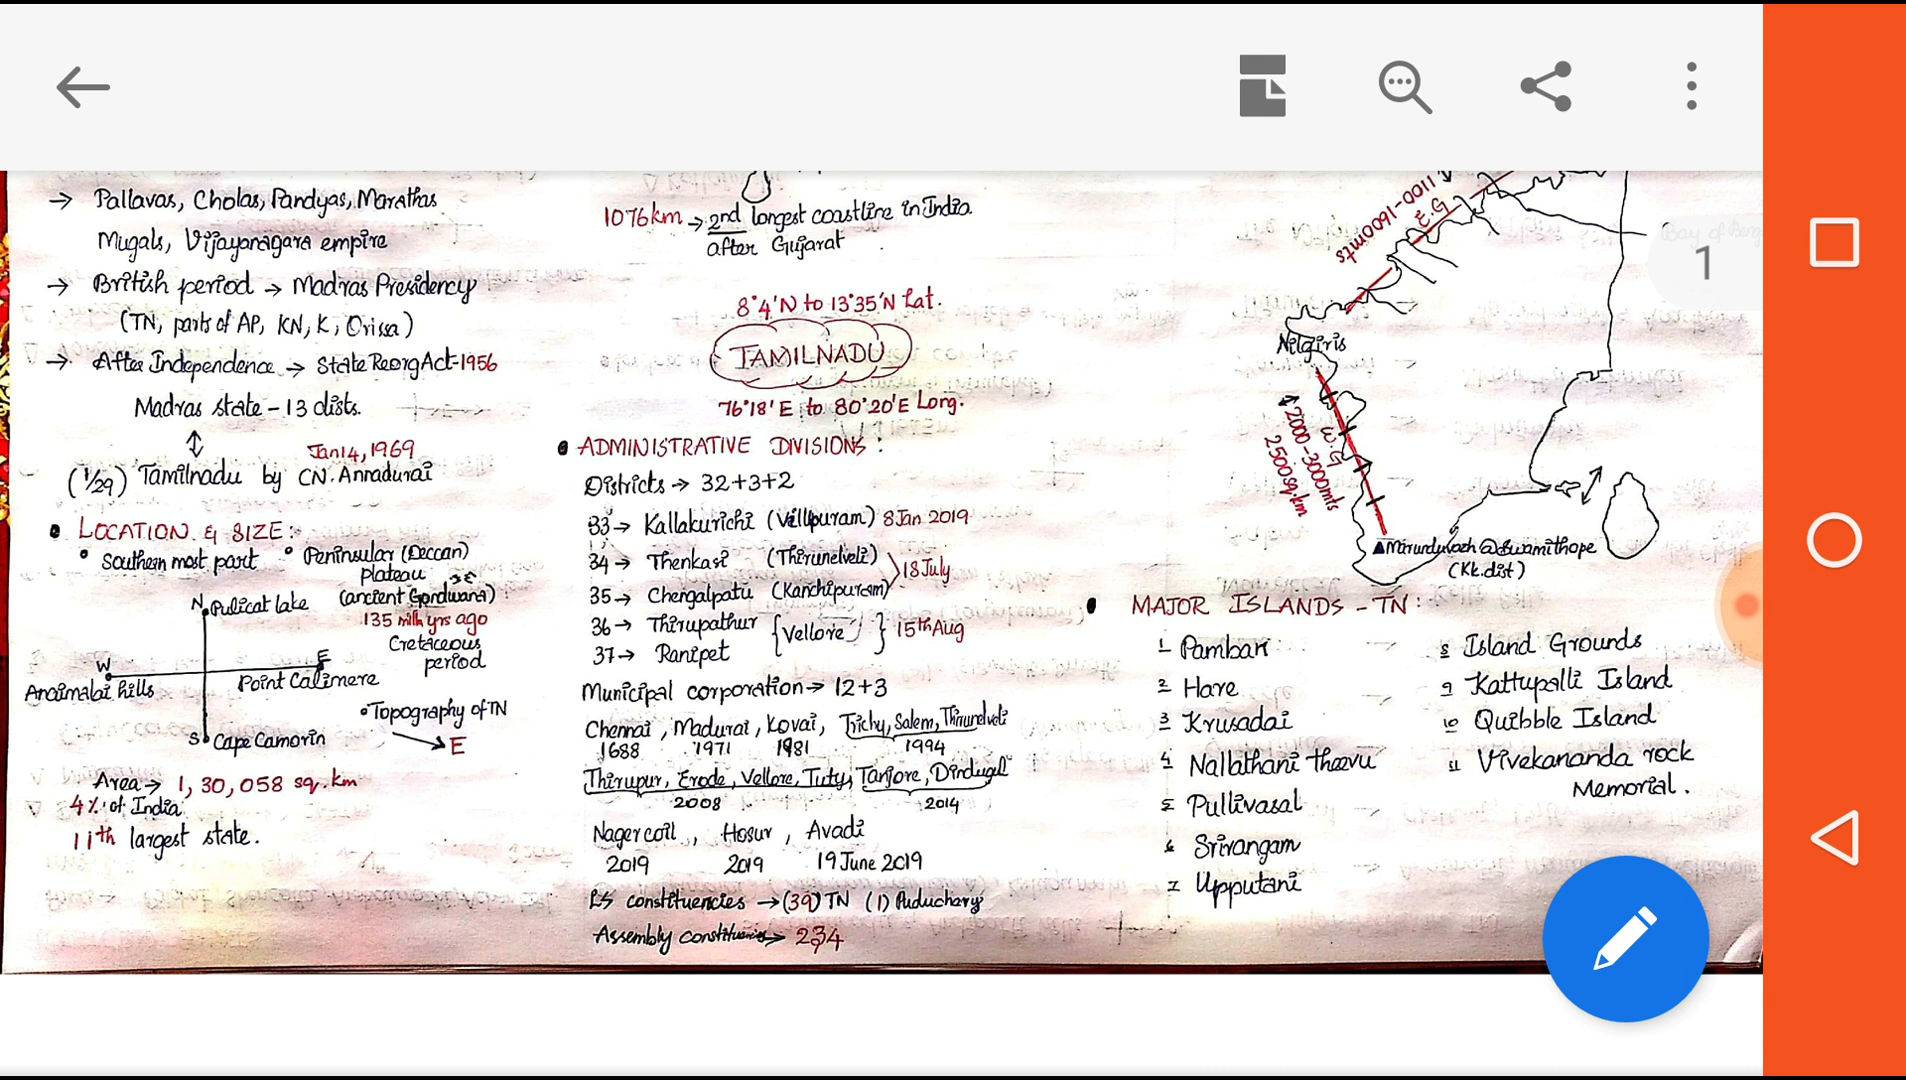 → Pallavas, Cholas, Pandyas, Marathas
Mugals, Vijayanagara empire
→ British period → Madras Presidency
(TN, parts of AP, KN, K, Orissa)
→ After Independence → State Reorg Act-1956
Madras state - 13 dists.
↕
Jan 14, 1969
(1/29) Tamilnadu by CN. Annadurai
• LOCATION & SIZE:
• Southern most part
• Peninsular (Deccan)
plateau
(ancient Gondwana)
135 mill yrs ago
Cretaceous
period
N Pulicat lake
W
E
Anaimalai hills
Point Calimere
S Cape Camorin
• Topography of TN
→ E
Area → 1,30,058 sq.km
4% of India
11th largest state.
1076km → 2nd longest coastline in India
after Gujarat
8°4'N to 13°35'N Lat.
TAMILNADU
76°18'E to 80°20'E Long.
• ADMINISTRATIVE DIVISIONS:
Districts → 32+3+2
33 → Kallakurichi (Villupuram) 8 Jan 2019
34 → Thenkasi (Thirunelveli)
18 July
35 → Chengalpatu (Kanchipuram)
36 → Thirupathur
{Vellore} 15th Aug
37 → Ranipet
Municipal corporation → 12+3
Chennai, Madurai, Kovai, Trichy, Salem, Thirunelveli
1688 1971 1981 1994
Thirupur, Erode, Vellore, Tuty, Tanjore, Dindugal
2008 2014
Nagercoil, Hosur, Avadi
2019 2019 19 June 2019
LS constituencies → (39) TN (1) Puduchery
Assembly constituencies → 234
1100-1600mts
E.G
Bay of Beng
1
Nilgiris
W.G
2000-3000mts
2500sq.km
▲Marunduvazh @Swamithope
(KK.dist)
• MAJOR ISLANDS - TN:
1 Pamban
2 Hare
3 Krusadai
4 Nallathani theevu
5 Pullivasal
6 Srirangam
7 Upputani
8 Island Grounds
9 Kattupalli Island
10 Quibble Island
11 Vivekananda rock
Memorial.